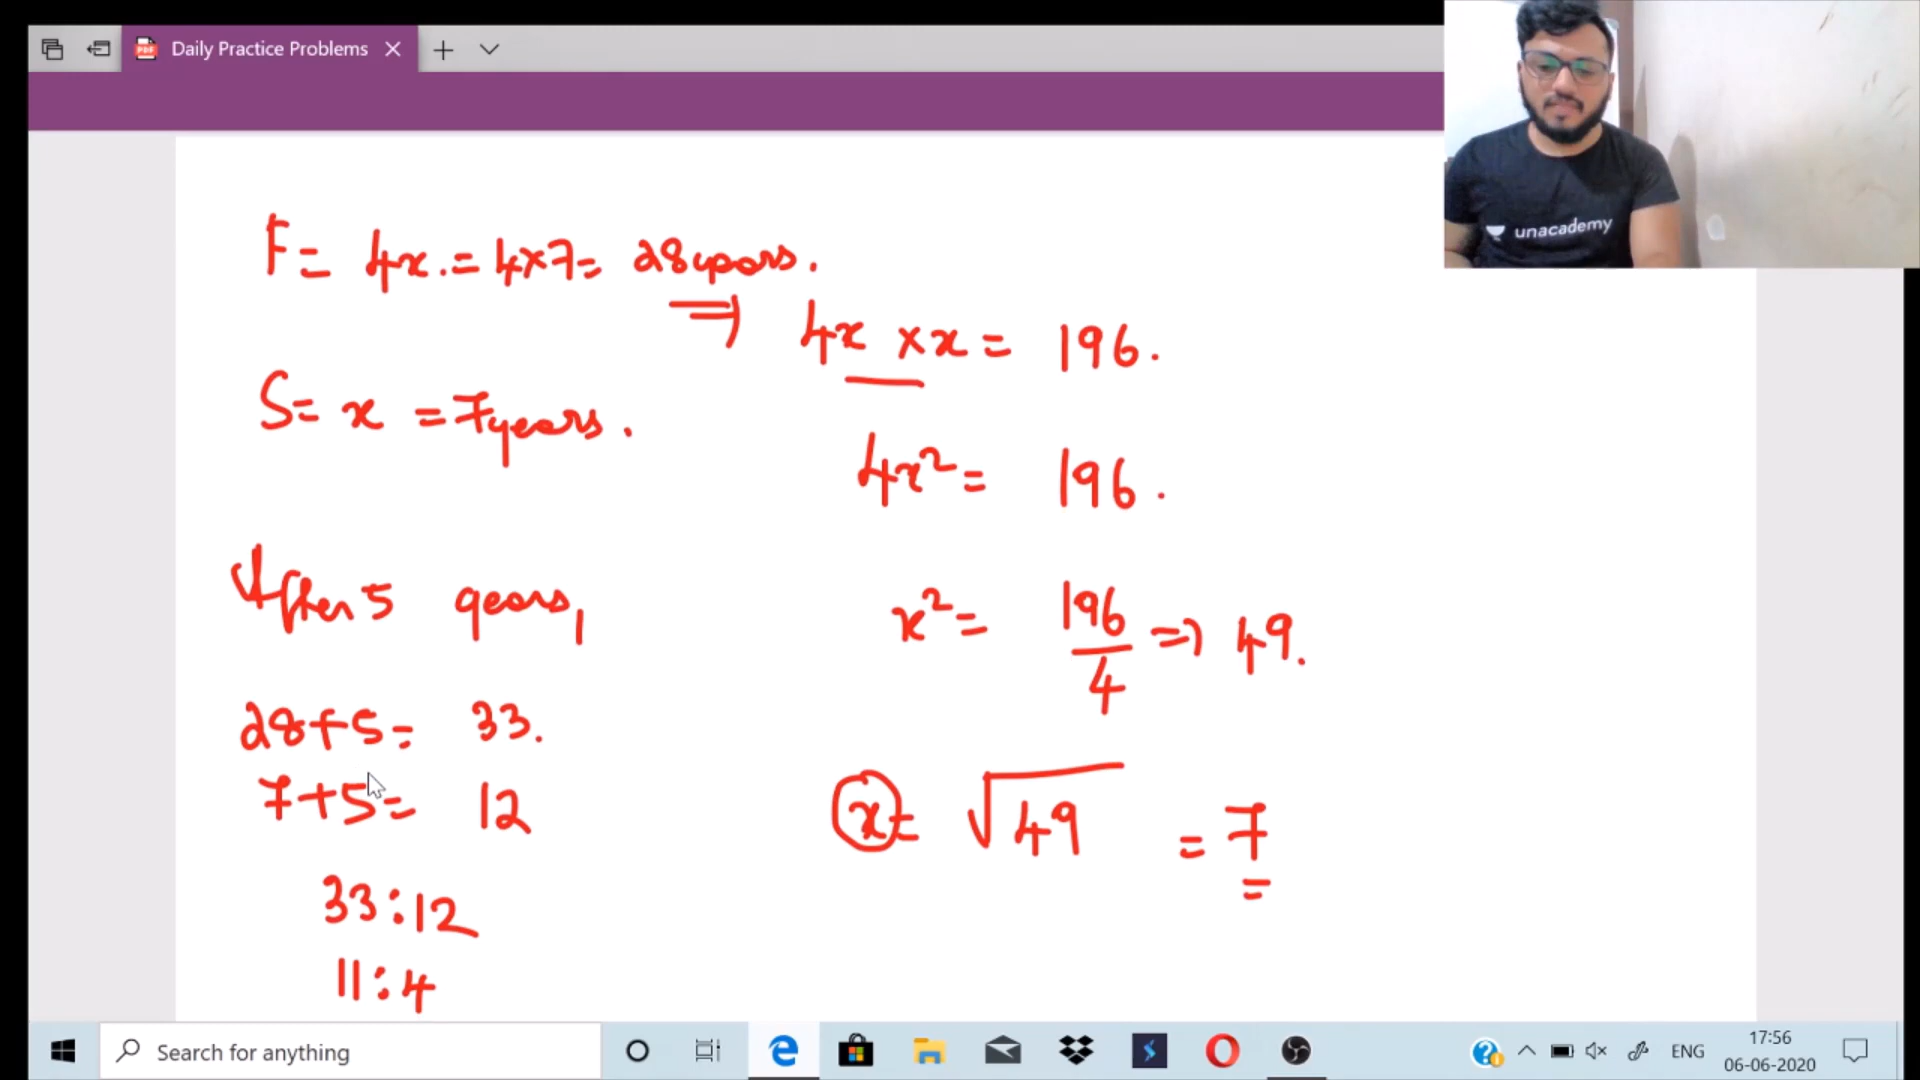 Daily Practice Problems
unacademy
F = 4x. = 4×7 = 28 years.
⇒ 4x × x = 196.
S = x = 7 years.
4x² = 196.
After 5 years,
x² = 196/4 ⇒ 49.
28+5 = 33.
7+5 = 12
x = √49 = 7
33:12
11:4
Search for anything
ENG
17:56
06-06-2020